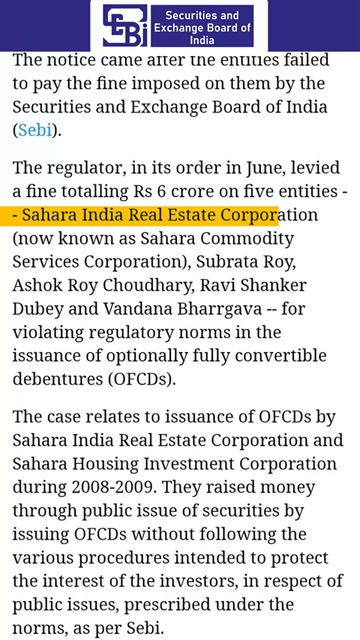 SEBI
Securities and
Exchange Board of
India
The notice came after the entities failed
to pay the fine imposed on them by the
Securities and Exchange Board of India
(Sebi).
The regulator, in its order in June, levied
a fine totalling Rs 6 crore on five entities -
- Sahara India Real Estate Corporation
(now known as Sahara Commodity
Services Corporation), Subrata Roy,
Ashok Roy Choudhary, Ravi Shanker
Dubey and Vandana Bharrgava -- for
violating regulatory norms in the
issuance of optionally fully convertible
debentures (OFCDs).
The case relates to issuance of OFCDs by
Sahara India Real Estate Corporation and
Sahara Housing Investment Corporation
during 2008-2009. They raised money
through public issue of securities by
issuing OFCDs without following the
various procedures intended to protect
the interest of the investors, in respect of
public issues, prescribed under the
norms, as per Sebi.